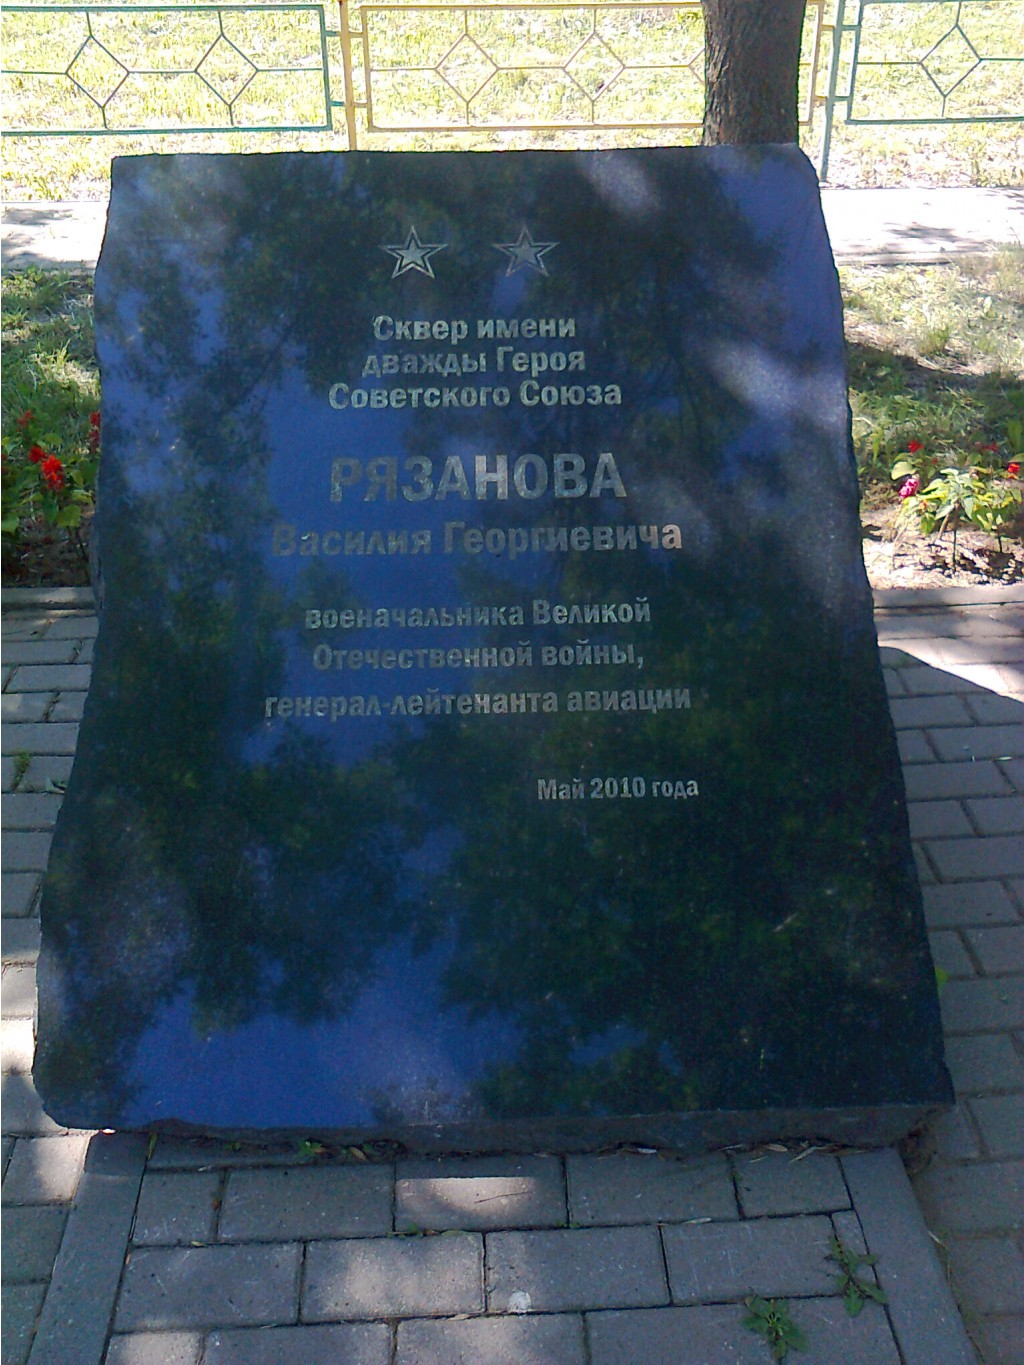 Сквер имени
дважды Героя
Советского Союза
РЯЗАНОВА
Василия Георгиевича
военачальника Великой
Отечественной войны,
генерал-лейтенанта авиации
Май 2010 года